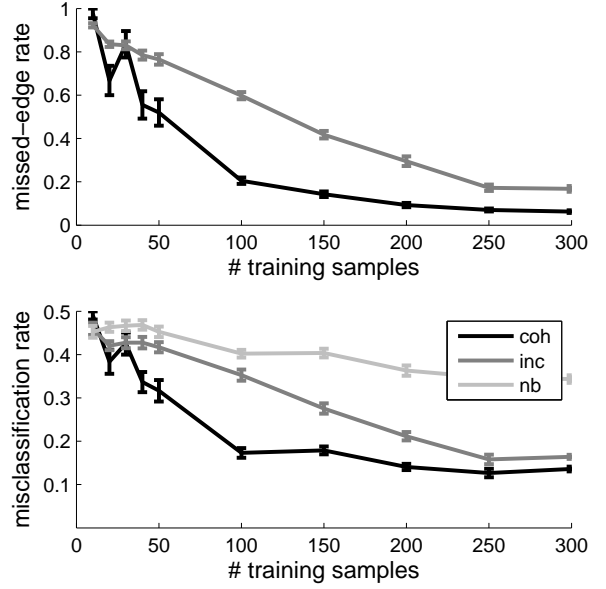 1
0.8
0.6
0.4
0.2
0
missed-edge rate
0 50 100 150 200 250 300
# training samples
0.5
0.4
0.3
0.2
0.1
misclassification rate
coh
inc
nb
0 50 100 150 200 250 300
# training samples